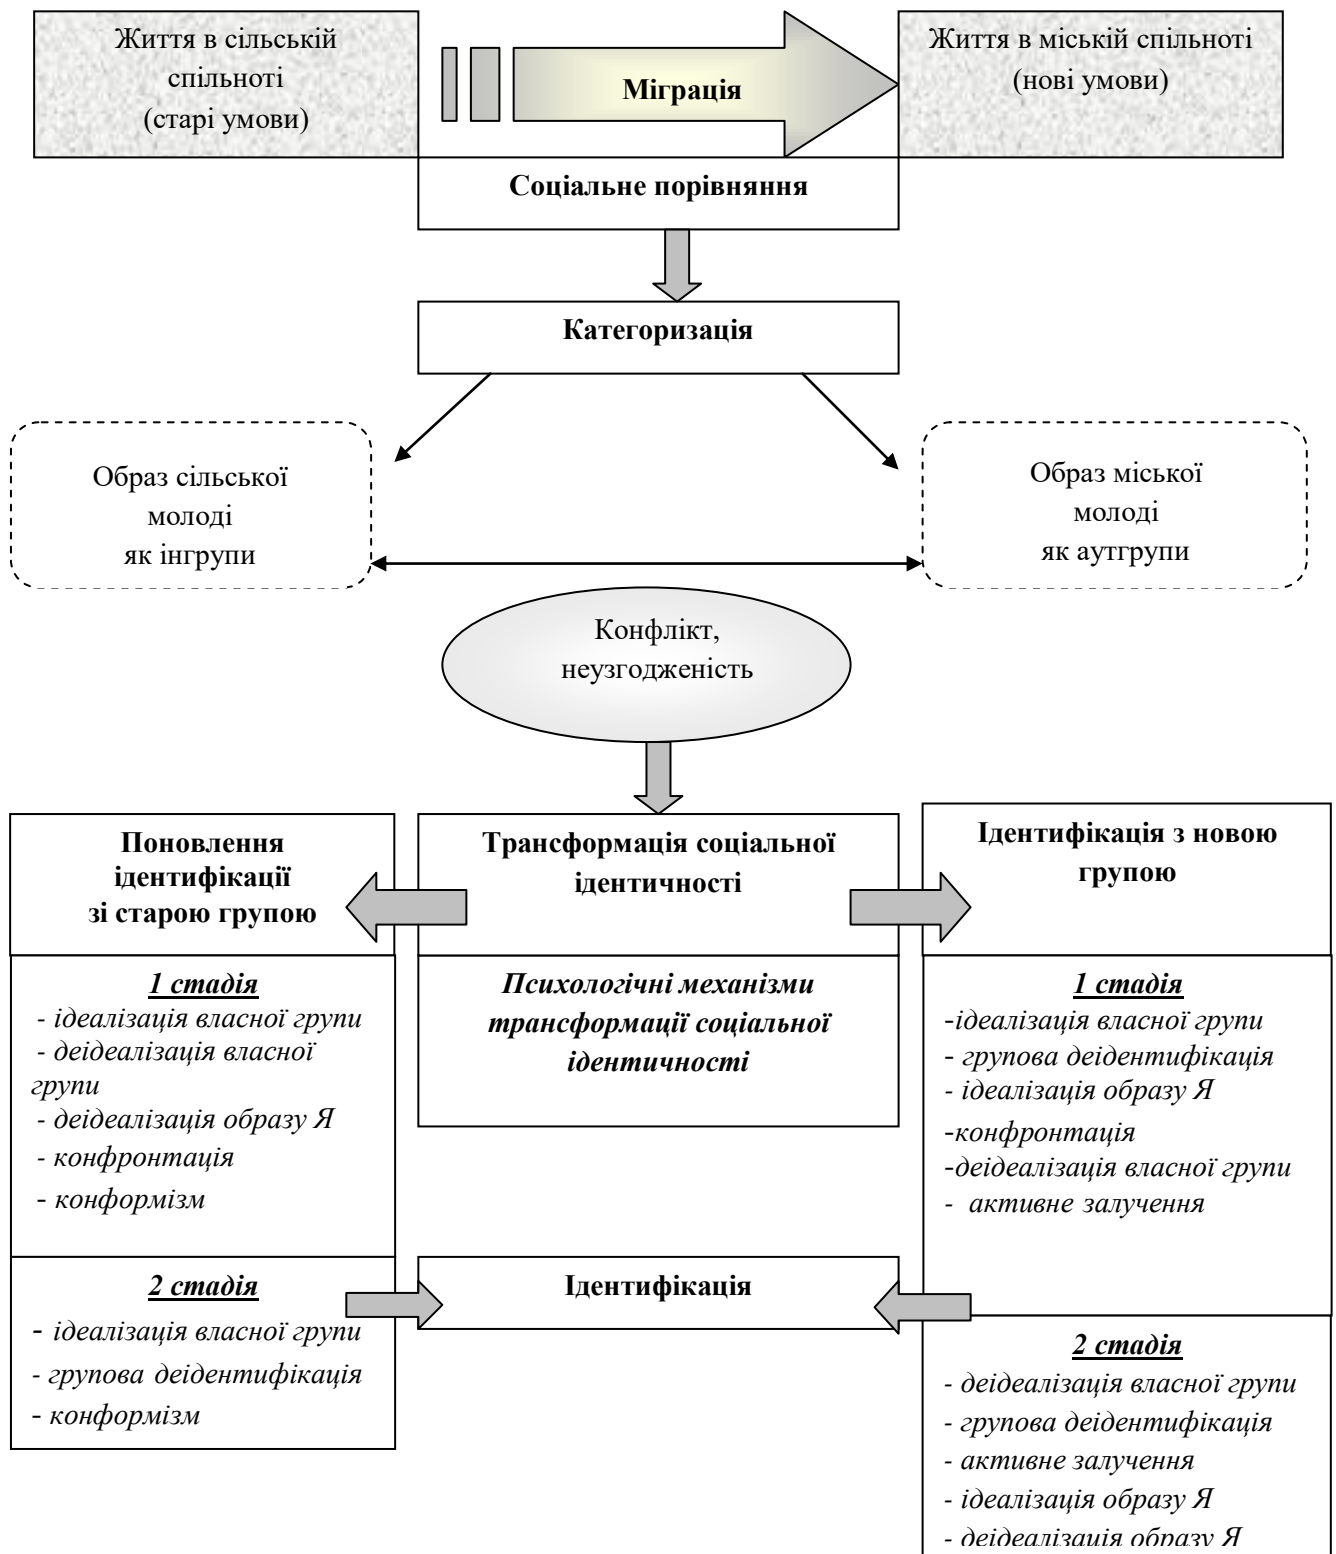 Життя в сільській
спільноті
(старі умови)
Міграція
Життя в міській спільноті
(нові умови)
Соціальне порівняння
Категоризація
Образ сільської
молоді
як інгрупи
Образ міської
молоді
як аутгрупи
Конфлікт,
неузгодженість
Поновлення
ідентифікації
зі старою групою
Трансформація соціальної
ідентичності
Ідентифікація з новою
групою
1 стадія
- ідеалізація власної групи
- деідеалізація власної
групи
- деідеалізація образу Я
- конфронтація
- конформізм
Психологічні механізми
трансформації соціальної
ідентичності
1 стадія
-ідеалізація власної групи
- групова деідентифікація
- ідеалізація образу Я
-конфронтація
-деідеалізація власної групи
- активне залучення
2 стадія
- ідеалізація власної групи
- групова деідентифікація
- конформізм
Ідентифікація
2 стадія
- деідеалізація власної групи
- групова деідентифікація
- активне залучення
- ідеалізація образу Я
- деідеалізація образу Я